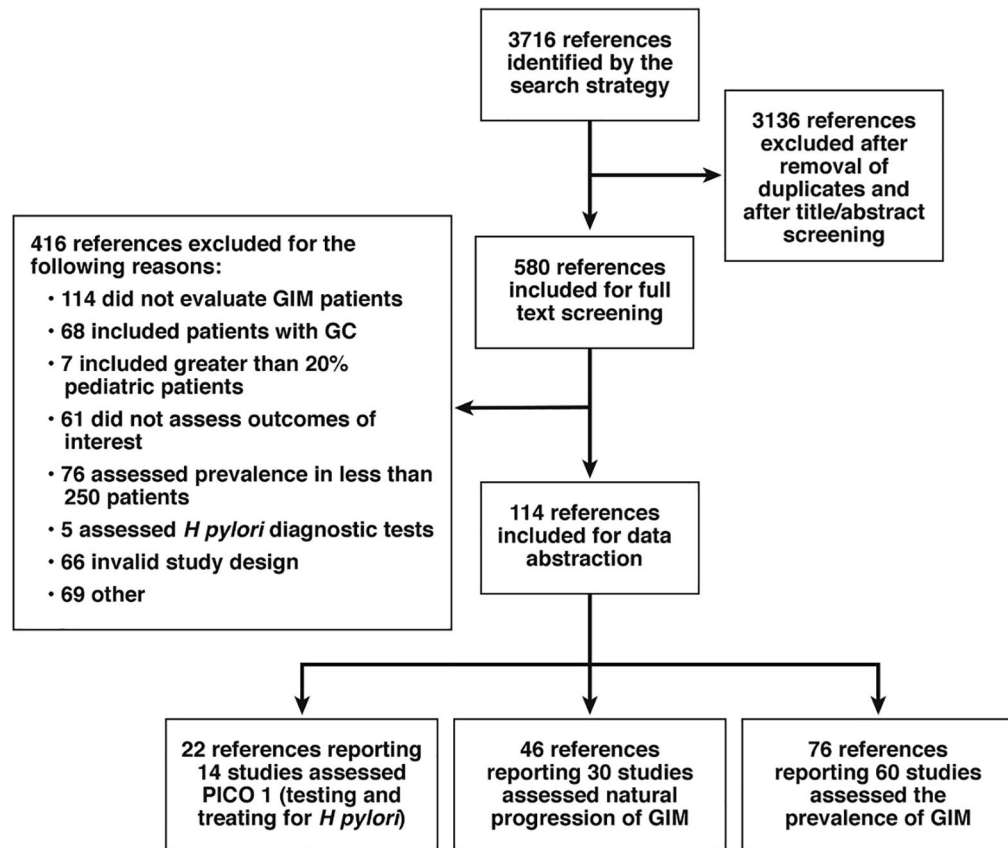 3716 references
identified by the
search strategy
3136 references
excluded after
removal of
duplicates and
after title/abstract
screening
416 references excluded for the
following reasons:
• 114 did not evaluate GIM patients
• 68 included patients with GC
• 7 included greater than 20%
pediatric patients
• 61 did not assess outcomes of
interest
• 76 assessed prevalence in less than
250 patients
• 5 assessed H pylori diagnostic tests
• 66 invalid study design
• 69 other
580 references
included for full
text screening
114 references
included for data
abstraction
22 references reporting
14 studies assessed
PICO 1 (testing and
treating for H pylori)
46 references
reporting 30 studies
assessed natural
progression of GIM
76 references
reporting 60 studies
assessed the
prevalence of GIM